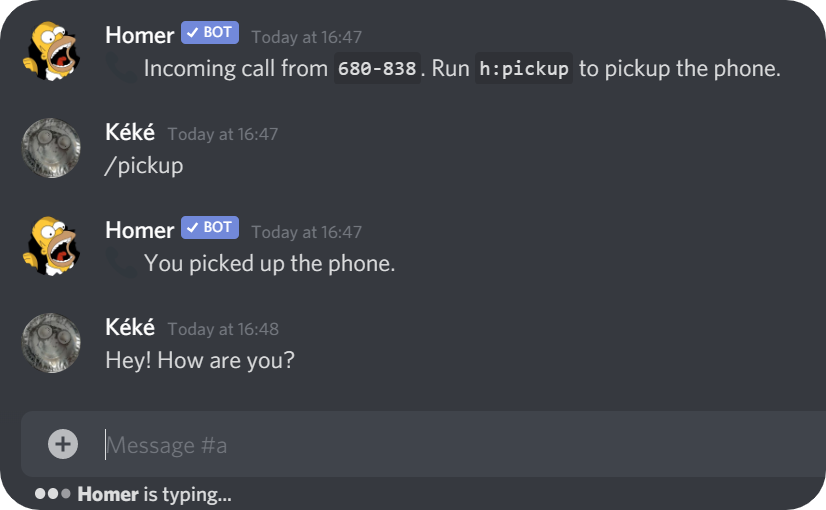 Homer ✓ BOT Today at 16:47
Incoming call from 680-838. Run h:pickup to pickup the phone.
Kéké Today at 16:47
/pickup
Homer ✓ BOT Today at 16:47
You picked up the phone.
Kéké Today at 16:48
Hey! How are you?
Message #a
Homer is typing...